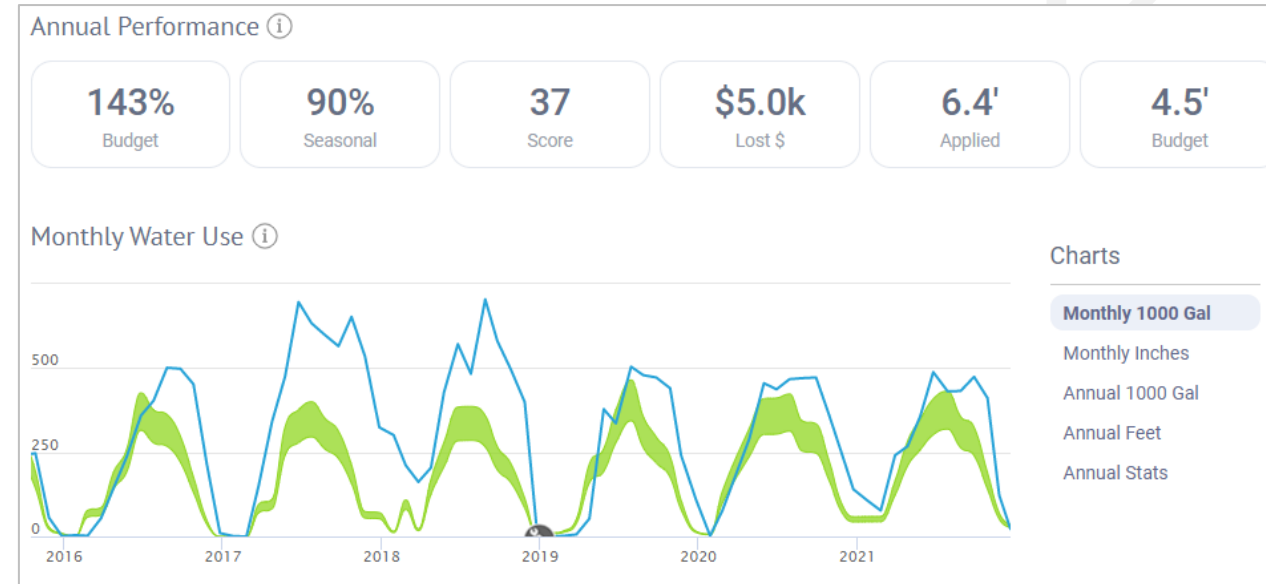 Annual Performance
143%
Budget
90%
Seasonal
37
Score
$5.0k
Lost $
6.4'
Applied
4.5'
Budget
Monthly Water Use
500
250
0
2016 2017 2018 2019 2020 2021
Charts
Monthly 1000 Gal
Monthly Inches
Annual 1000 Gal
Annual Feet
Annual Stats